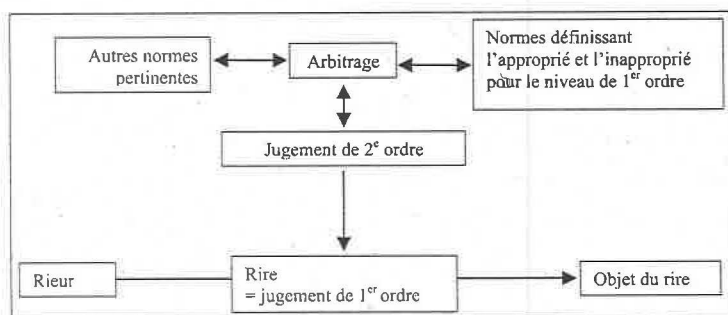 Autres normes
pertinentes
Arbitrage
Normes définissant
l'approprié et l'inapproprié
pour le niveau de 1er ordre
Jugement de 2e ordre
Rieur
Rire
= jugement de 1er ordre
Objet du rire